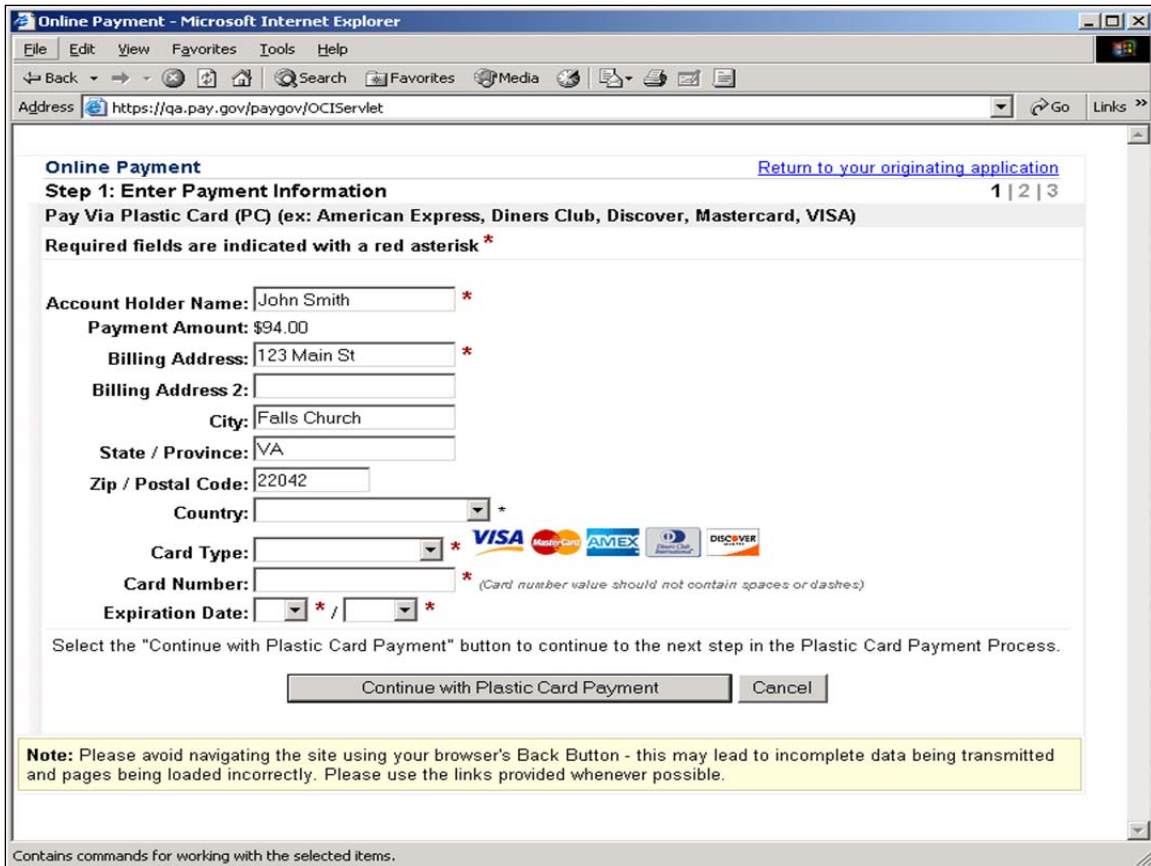 Online Payment - Microsoft Internet Explorer
File Edit View Favorites Tools Help
Back Search Favorites Media
Address https://qa.pay.gov/paygov/OCIServlet Go Links »
Online Payment Return to your originating application
Step 1: Enter Payment Information 1 | 2 | 3
Pay Via Plastic Card (PC) (ex: American Express, Diners Club, Discover, Mastercard, VISA)
Required fields are indicated with a red asterisk *
Account Holder Name: John Smith *
Payment Amount: $94.00
Billing Address: 123 Main St *
Billing Address 2:
City: Falls Church
State / Province: VA
Zip / Postal Code: 22042
Country: *
Card Type: * VISA MasterCard AMEX Diners Club International DISCOVER
Card Number: * (Card number value should not contain spaces or dashes)
Expiration Date: * / *
Select the "Continue with Plastic Card Payment" button to continue to the next step in the Plastic Card Payment Process.
Continue with Plastic Card Payment Cancel
Note: Please avoid navigating the site using your browser's Back Button - this may lead to incomplete data being transmitted
and pages being loaded incorrectly. Please use the links provided whenever possible.
Contains commands for working with the selected items.